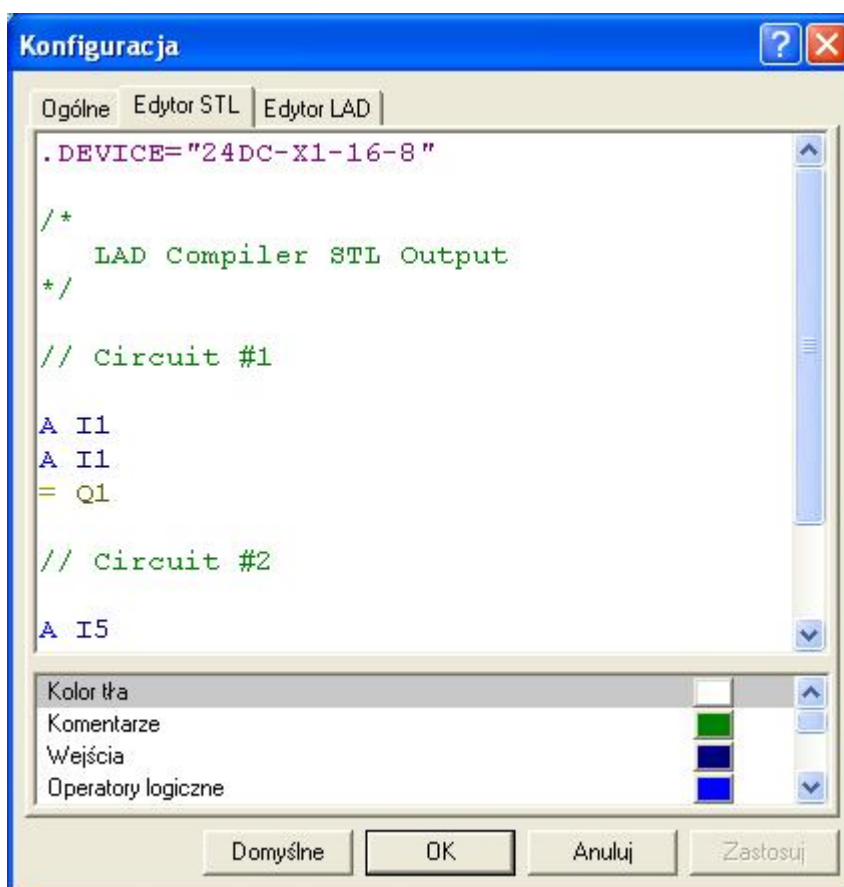 Konfiguracja
Ogólne Edytor STL Edytor LAD
.DEVICE="24DC-X1-16-8"
/*
LAD Compiler STL Output
*/
// Circuit #1
A I1
A I1
= Q1
// Circuit #2
A I5
Kolor tła
Komentarze
Wejścia
Operatory logiczne
Domyślne OK Anuluj Zastosuj